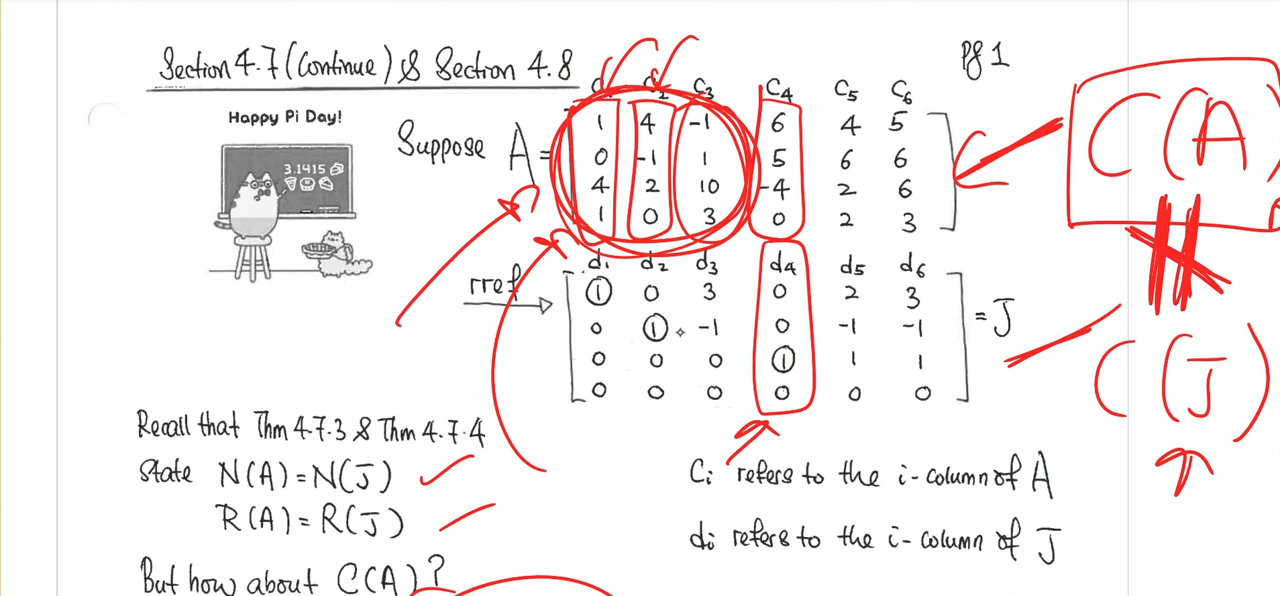 Section 4.7 (Continue) & Section 4.8
Pg 1
Happy Pi Day!
3.1415
C₂ C₃ C₄ C₅ C₆
Suppose A =
1 4 -1 6 4 5
0 -1 1 5 6 6
4 2 10 -4 2 6
1 0 3 0 2 3
C(A)
rref
d₁ d₂ d₃ d₄ d₅ d₆
1 0 3 0 2 3
0 1 -1 0 -1 -1
0 0 0 1 1 1
0 0 0 0 0 0
= J
C(J)
Recall that Thm 4.7.3 & Thm 4.7.4
State N(A)=N(J)
R(A)=R(J)
But how about C(A)?
Ci refers to the i-column of A
di refers to the i-column of J